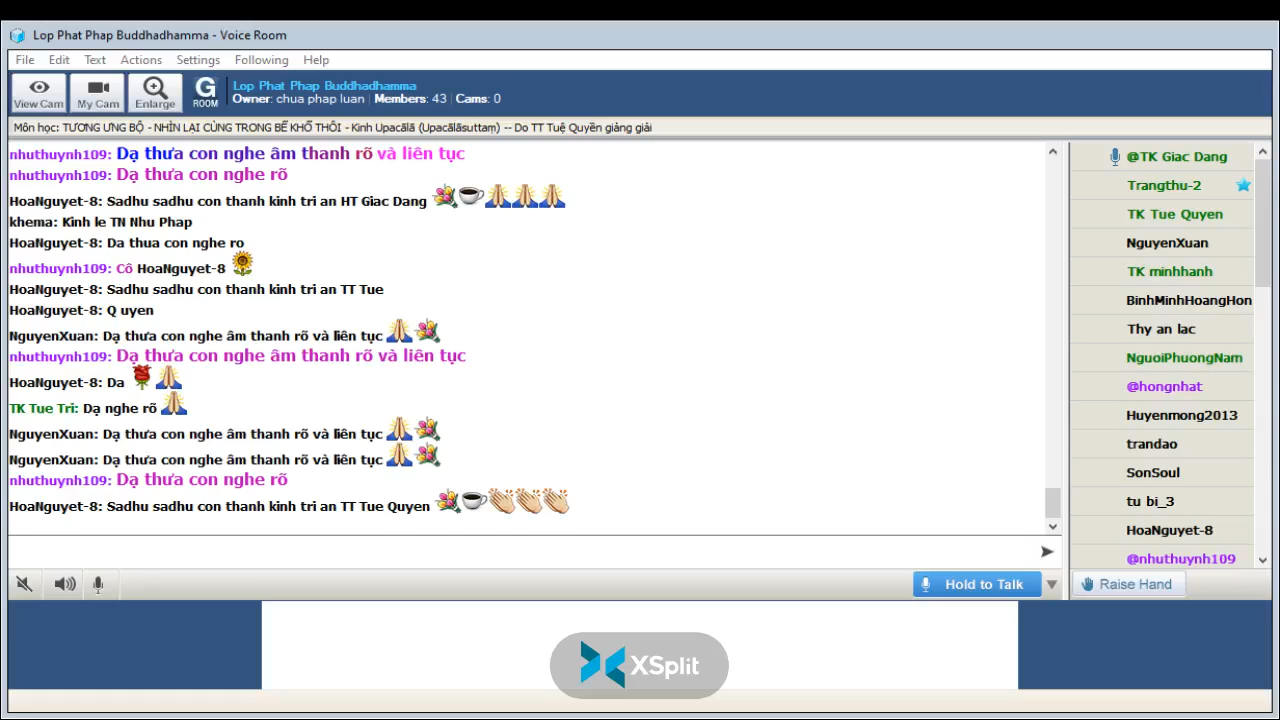 Lop Phat Phap Buddhadhamma - Voice Room
File Edit Text Actions Settings Following Help
View Cam My Cam Enlarge G ROOM
Lop Phat Phap Buddhadhamma
Owner: chua phap luan | Members: 43 | Cams: 0
Môn học: TƯƠNG ƯNG BỘ - NHÌN LẠI CÙNG TRONG BỂ KHỔ THÔI - Kinh Upacālā (Upacālāsuttaṃ) -- Do TT Tuệ Quyền giảng giải
nhuthuynh109: Dạ thưa con nghe âm thanh rõ và liên tục
nhuthuynh109: Dạ thưa con nghe rõ
HoaNguyet-8: Sadhu sadhu con thanh kinh tri an HT Giac Dang
khema: Kinh le TN Nhu Phap
HoaNguyet-8: Da thua con nghe ro
nhuthuynh109: Cô HoaNguyet-8
HoaNguyet-8: Sadhu sadhu con thanh kinh tri an TT Tue
HoaNguyet-8: Q uyen
NguyenXuan: Dạ thưa con nghe âm thanh rõ và liên tục
nhuthuynh109: Dạ thưa con nghe âm thanh rõ và liên tục
HoaNguyet-8: Da
TK Tue Tri: Dạ nghe rõ
NguyenXuan: Dạ thưa con nghe âm thanh rõ và liên tục
NguyenXuan: Dạ thưa con nghe âm thanh rõ và liên tục
nhuthuynh109: Dạ thưa con nghe rõ
HoaNguyet-8: Sadhu sadhu con thanh kinh tri an TT Tue Quyen
@TK Giac Dang
Trangthu-2
TK Tue Quyen
NguyenXuan
TK minhhanh
BinhMinhHoangHon
Thy an lac
NguoiPhuongNam
@hongnhat
Huyenmong2013
trandao
SonSoul
tu bi_3
HoaNguyet-8
@nhuthuynh109
Hold to Talk
Raise Hand
XSplit